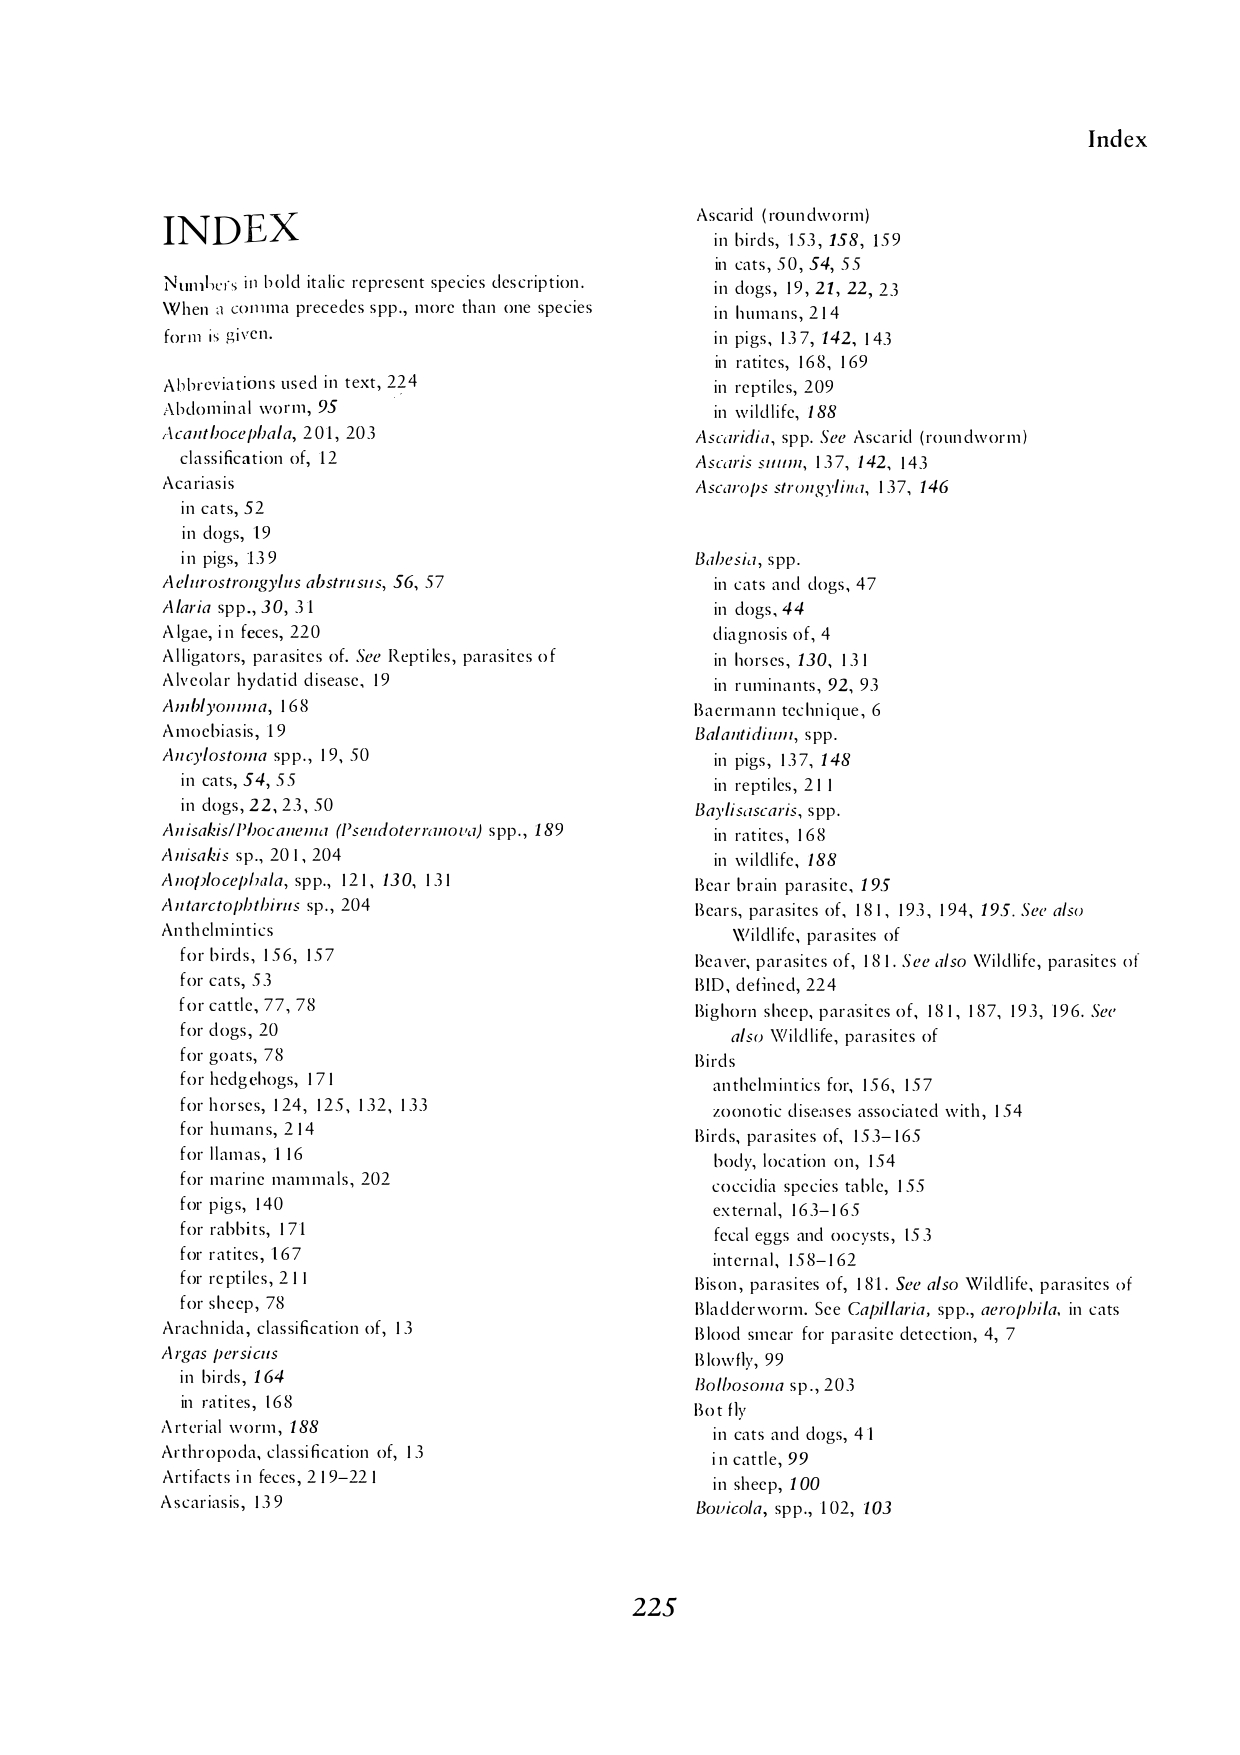 Index
INDEX
Numbers in bold italic represent species description.
When a comma precedes spp., more than one species
form is given.
Abbreviations used in text, 224
Abdominal worm, 95
Acanthocephala, 201, 203
classification of, 12
Acariasis
in cats, 52
in dogs, 19
in pigs, 139
Aelurostrongylus abstrusus, 56, 57
Alaria spp., 30, 31
Algae, in feces, 220
Alligators, parasites of. See Reptiles, parasites of
Alveolar hydatid disease, 19
Amblyomma, 168
Amoebiasis, 19
Ancylostoma spp., 19, 50
in cats, 54, 55
in dogs, 22, 23, 50
Anisakis/Phocanema (Pseudoterranova) spp., 189
Anisakis sp., 201, 204
Anoplocephala, spp., 121, 130, 131
Antarctophthirus sp., 204
Anthelmintics
for birds, 156, 157
for cats, 53
for cattle, 77, 78
for dogs, 20
for goats, 78
for hedgehogs, 171
for horses, 124, 125, 132, 133
for humans, 214
for llamas, 116
for marine mammals, 202
for pigs, 140
for rabbits, 171
for ratites, 167
for reptiles, 211
for sheep, 78
Arachnida, classification of, 13
Argas persicus
in birds, 164
in ratites, 168
Arterial worm, 188
Arthropoda, classification of, 13
Artifacts in feces, 219–221
Ascariasis, 139
Ascarid (roundworm)
in birds, 153, 158, 159
in cats, 50, 54, 55
in dogs, 19, 21, 22, 23
in humans, 214
in pigs, 137, 142, 143
in ratites, 168, 169
in reptiles, 209
in wildlife, 188
Ascaridia, spp. See Ascarid (roundworm)
Ascaris suum, 137, 142, 143
Ascarops strongylina, 137, 146
Babesia, spp.
in cats and dogs, 47
in dogs, 44
diagnosis of, 4
in horses, 130, 131
in ruminants, 92, 93
Baermann technique, 6
Balantidium, spp.
in pigs, 137, 148
in reptiles, 211
Baylisascaris, spp.
in ratites, 168
in wildlife, 188
Bear brain parasite, 195
Bears, parasites of, 181, 193, 194, 195. See also
Wildlife, parasites of
Beaver, parasites of, 181. See also Wildlife, parasites of
BID, defined, 224
Bighorn sheep, parasites of, 181, 187, 193, 196. See
also Wildlife, parasites of
Birds
anthelmintics for, 156, 157
zoonotic diseases associated with, 154
Birds, parasites of, 153–165
body, location on, 154
coccidia species table, 155
external, 163–165
fecal eggs and oocysts, 153
internal, 158–162
Bison, parasites of, 181. See also Wildlife, parasites of
Bladderworm. See Capillaria, spp., aerophila, in cats
Blood smear for parasite detection, 4, 7
Blowfly, 99
Bolbosoma sp., 203
Bot fly
in cats and dogs, 41
in cattle, 99
in sheep, 100
Bovicola, spp., 102, 103
225